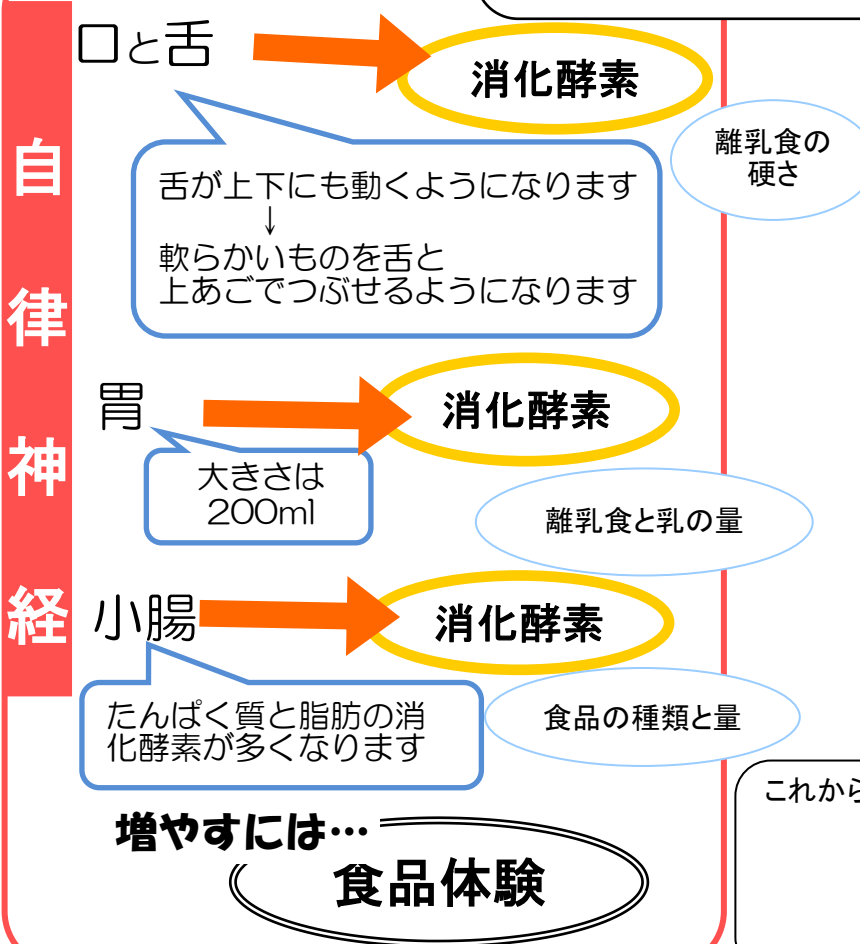 自律神経
口と舌
消化酵素
離乳食の
硬さ
舌が上下にも動くようになります
↓
軟らかいものを舌と
上あごでつぶせるようになります
胃
消化酵素
大きさは
200ml
離乳食と乳の量
小腸
消化酵素
たんぱく質と脂肪の消
化酵素が多くなります
食品の種類と量
これから
増やすには…
食品体験